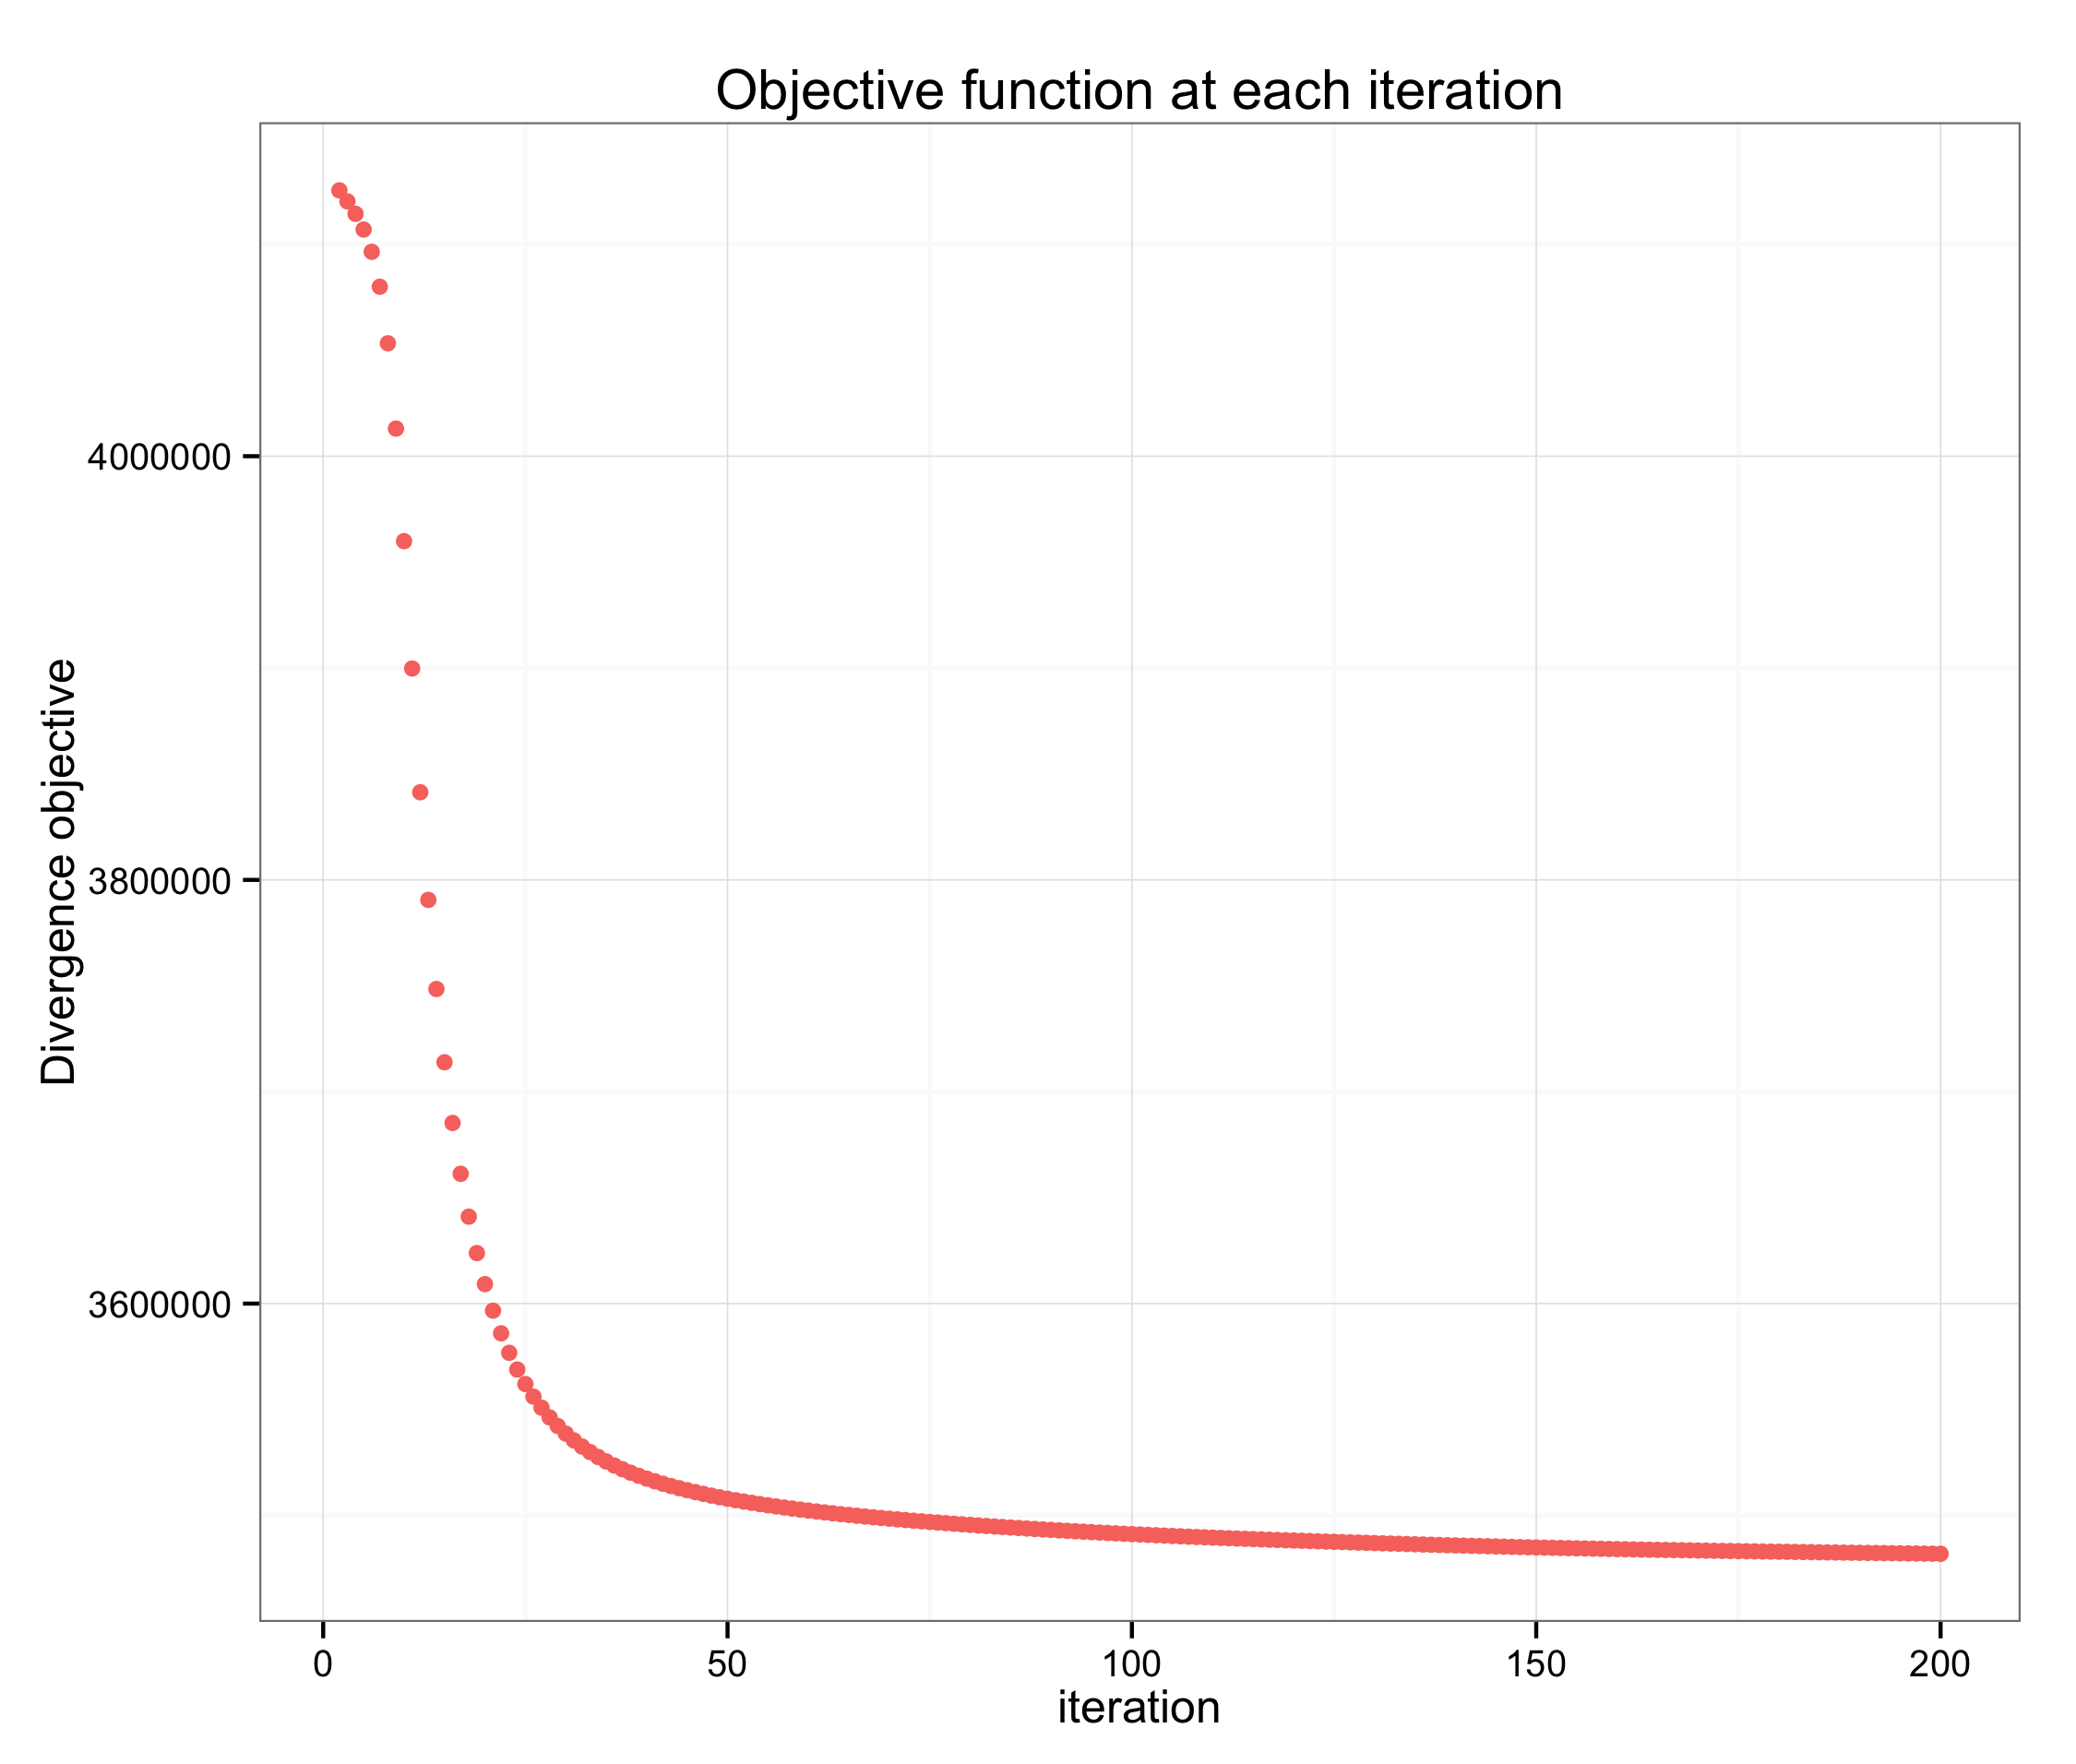 Objective function at each iteration
Divergence objective
4000000
3800000
3600000
0 50 100 150 200
iteration